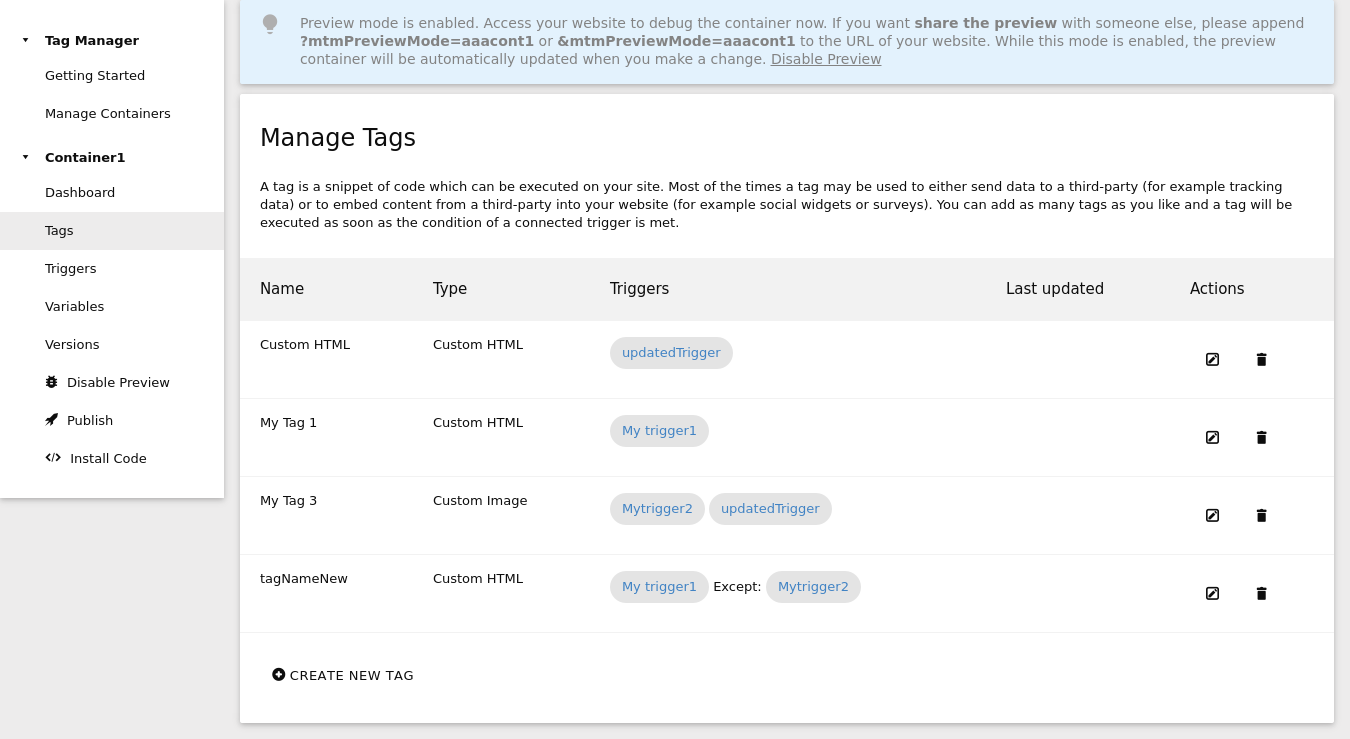 Tag Manager
Getting Started
Manage Containers
Container1
Dashboard
Tags
Triggers
Variables
Versions
Disable Preview
Publish
Install Code
Preview mode is enabled. Access your website to debug the container now. If you want share the preview with someone else, please append
?mtmPreviewMode=aaacont1 or &mtmPreviewMode=aaacont1 to the URL of your website. While this mode is enabled, the preview
container will be automatically updated when you make a change. Disable Preview
Manage Tags
A tag is a snippet of code which can be executed on your site. Most of the times a tag may be used to either send data to a third-party (for example tracking
data) or to embed content from a third-party into your website (for example social widgets or surveys). You can add as many tags as you like and a tag will be
executed as soon as the condition of a connected trigger is met.
Name Type Triggers Last updated Actions
Custom HTML Custom HTML updatedTrigger
My Tag 1 Custom HTML My trigger1
My Tag 3 Custom Image Mytrigger2 updatedTrigger
tagNameNew Custom HTML My trigger1 Except: Mytrigger2
CREATE NEW TAG